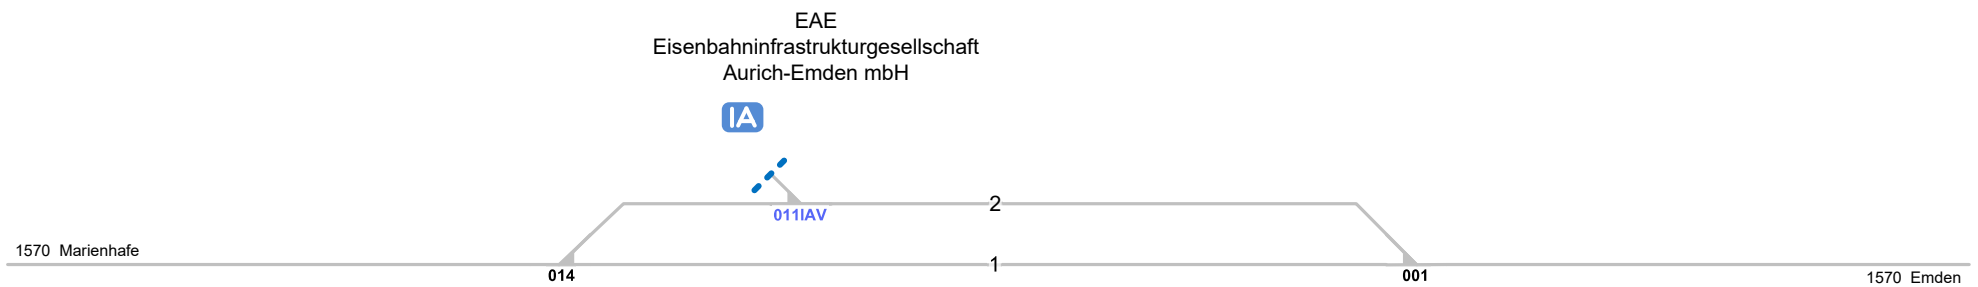 EAE
Eisenbahninfrastrukturgesellschaft
Aurich-Emden mbH
IA
2
011IAV
1570 Marienhafe
1
014
001
1570 Emden